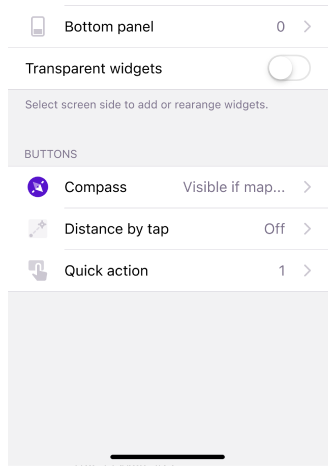 Bottom panel 0
Transparent widgets
Select screen side to add or rearrange widgets.
BUTTONS
Compass Visible if map...
Distance by tap Off
Quick action 1